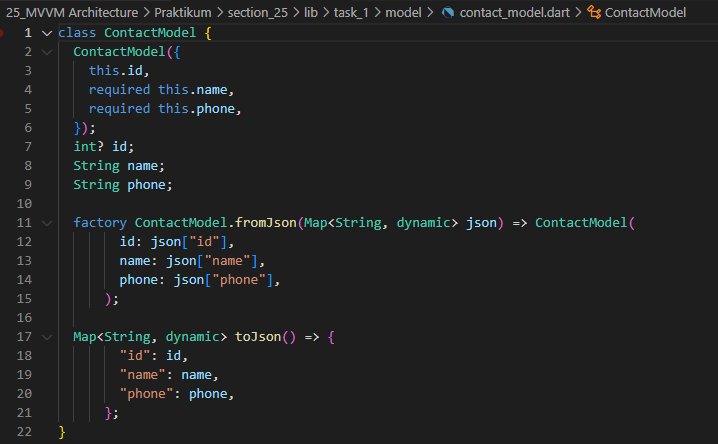 25_MVVM Architecture > Praktikum > section_25 > lib > task_1 > model > contact_model.dart > ContactModel
1 class ContactModel {
2 ContactModel({
3 this.id,
4 required this.name,
5 required this.phone,
6 });
7 int? id;
8 String name;
9 String phone;
10
11 factory ContactModel.fromJson(Map<String, dynamic> json) => ContactModel(
12 id: json["id"],
13 name: json["name"],
14 phone: json["phone"],
15 );
16
17 Map<String, dynamic> toJson() => {
18 "id": id,
19 "name": name,
20 "phone": phone,
21 };
22 }